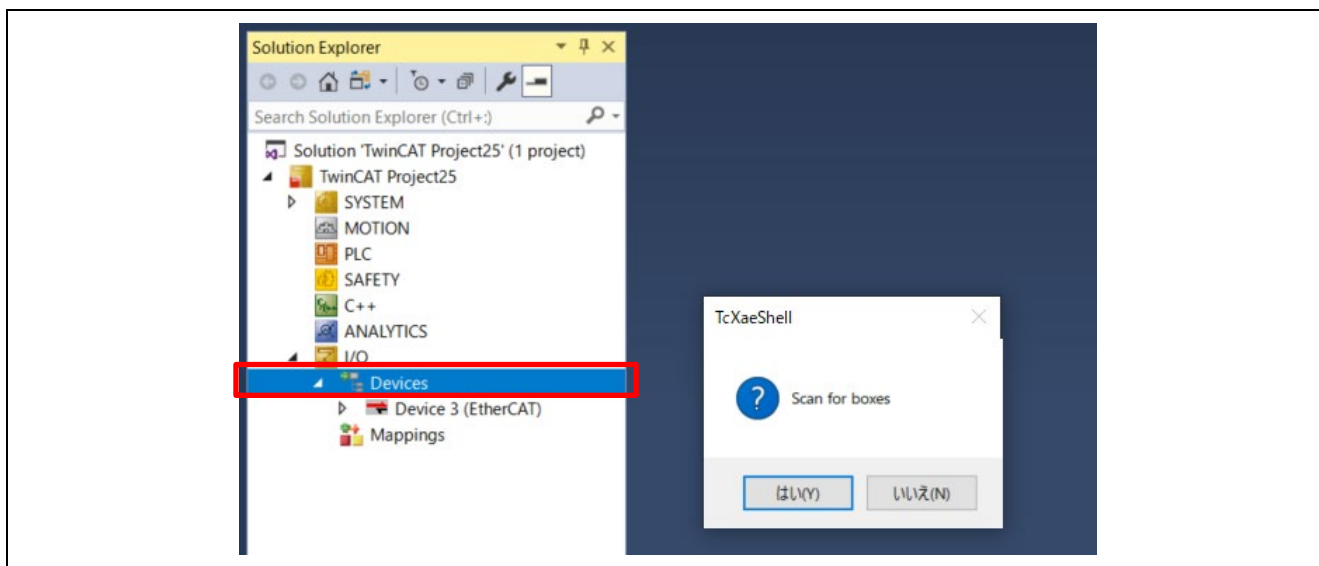 Solution Explorer
Search Solution Explorer (Ctrl+:)
Solution 'TwinCAT Project25' (1 project)
TwinCAT Project25
SYSTEM
MOTION
PLC
SAFETY
C++
ANALYTICS
I/O
Devices
Device 3 (EtherCAT)
Mappings
TcXaeShell
Scan for boxes
はい(Y)
いいえ(N)